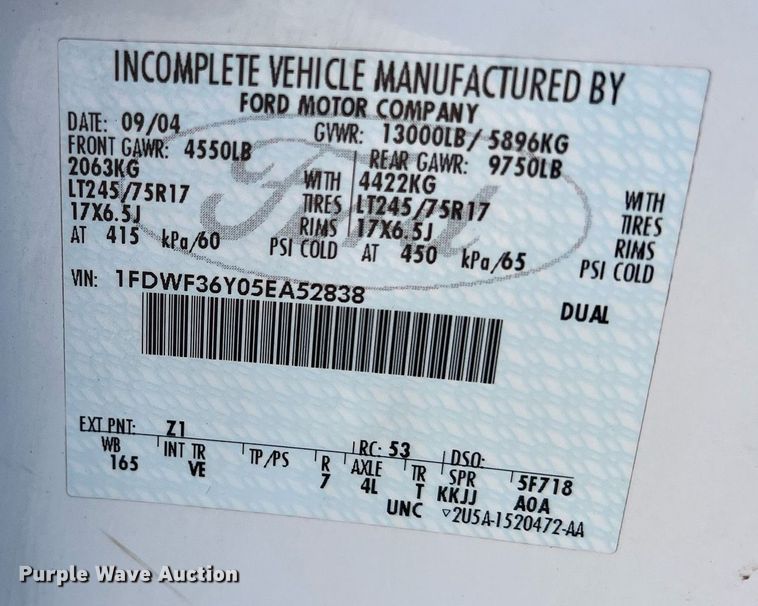 INCOMPLETE VEHICLE MANUFACTURED BY
FORD MOTOR COMPANY
DATE: 09/04 GVWR: 13000LB/ 5896KG
FRONT GAWR: 4550LB REAR GAWR: 9750LB
2063KG WITH 4422KG WITH
LT245/75R17 TIRES LT245/75R17 TIRES
17X6.5J RIMS 17X6.5J RIMS
AT 415 kPa/60 PSI COLD AT 450 kPa/65 PSI COLD
VIN: 1FDWF36Y05EA52838 DUAL
Ford
EXT PNT: Z1 RC: 53 DSO:
WB INT TR TP/PS R AXLE TR SPR 5F718
165 VE 7 4L T KKJJ A0A
UNC ▽2U5A-1520472-AA
Purple Wave Auction